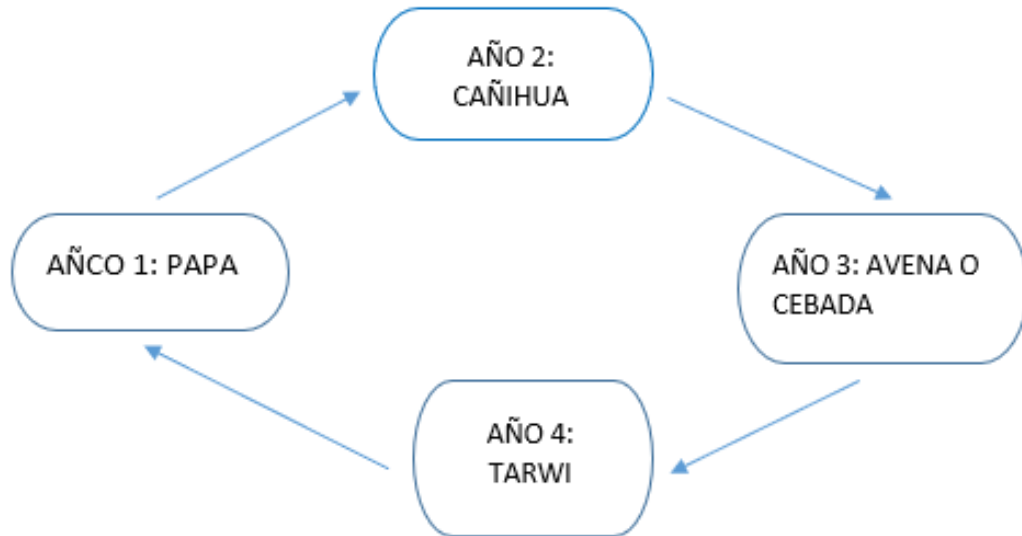 AÑO 2:
CAÑIHUA
AÑCO 1: PAPA
AÑO 3: AVENA O
CEBADA
AÑO 4:
TARWI